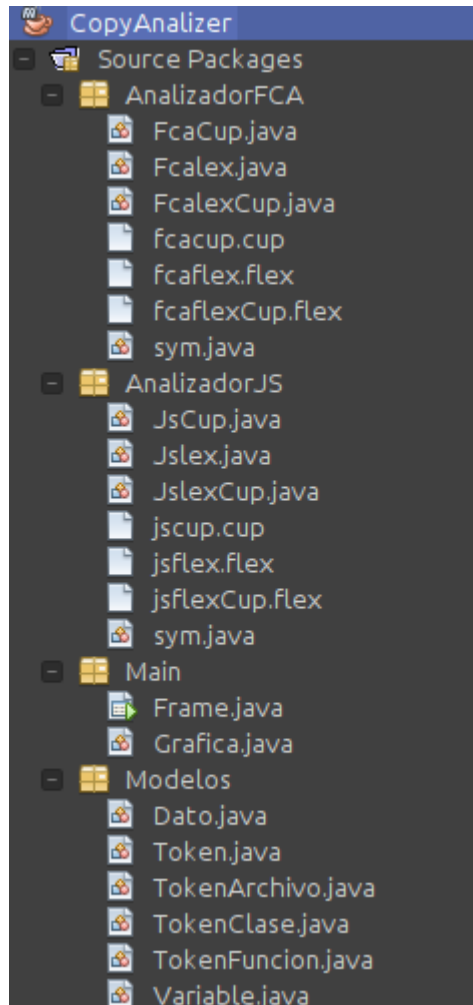 CopyAnalizer
Source Packages
AnalizadorFCA
FcaCup.java
Fcalex.java
FcalexCup.java
fcacup.cup
fcaflex.flex
fcaflexCup.flex
sym.java
AnalizadorJS
JsCup.java
Jslex.java
JslexCup.java
jscup.cup
jsflex.flex
jsflexCup.flex
sym.java
Main
Frame.java
Grafica.java
Modelos
Dato.java
Token.java
TokenArchivo.java
TokenClase.java
TokenFuncion.java
Variable.java